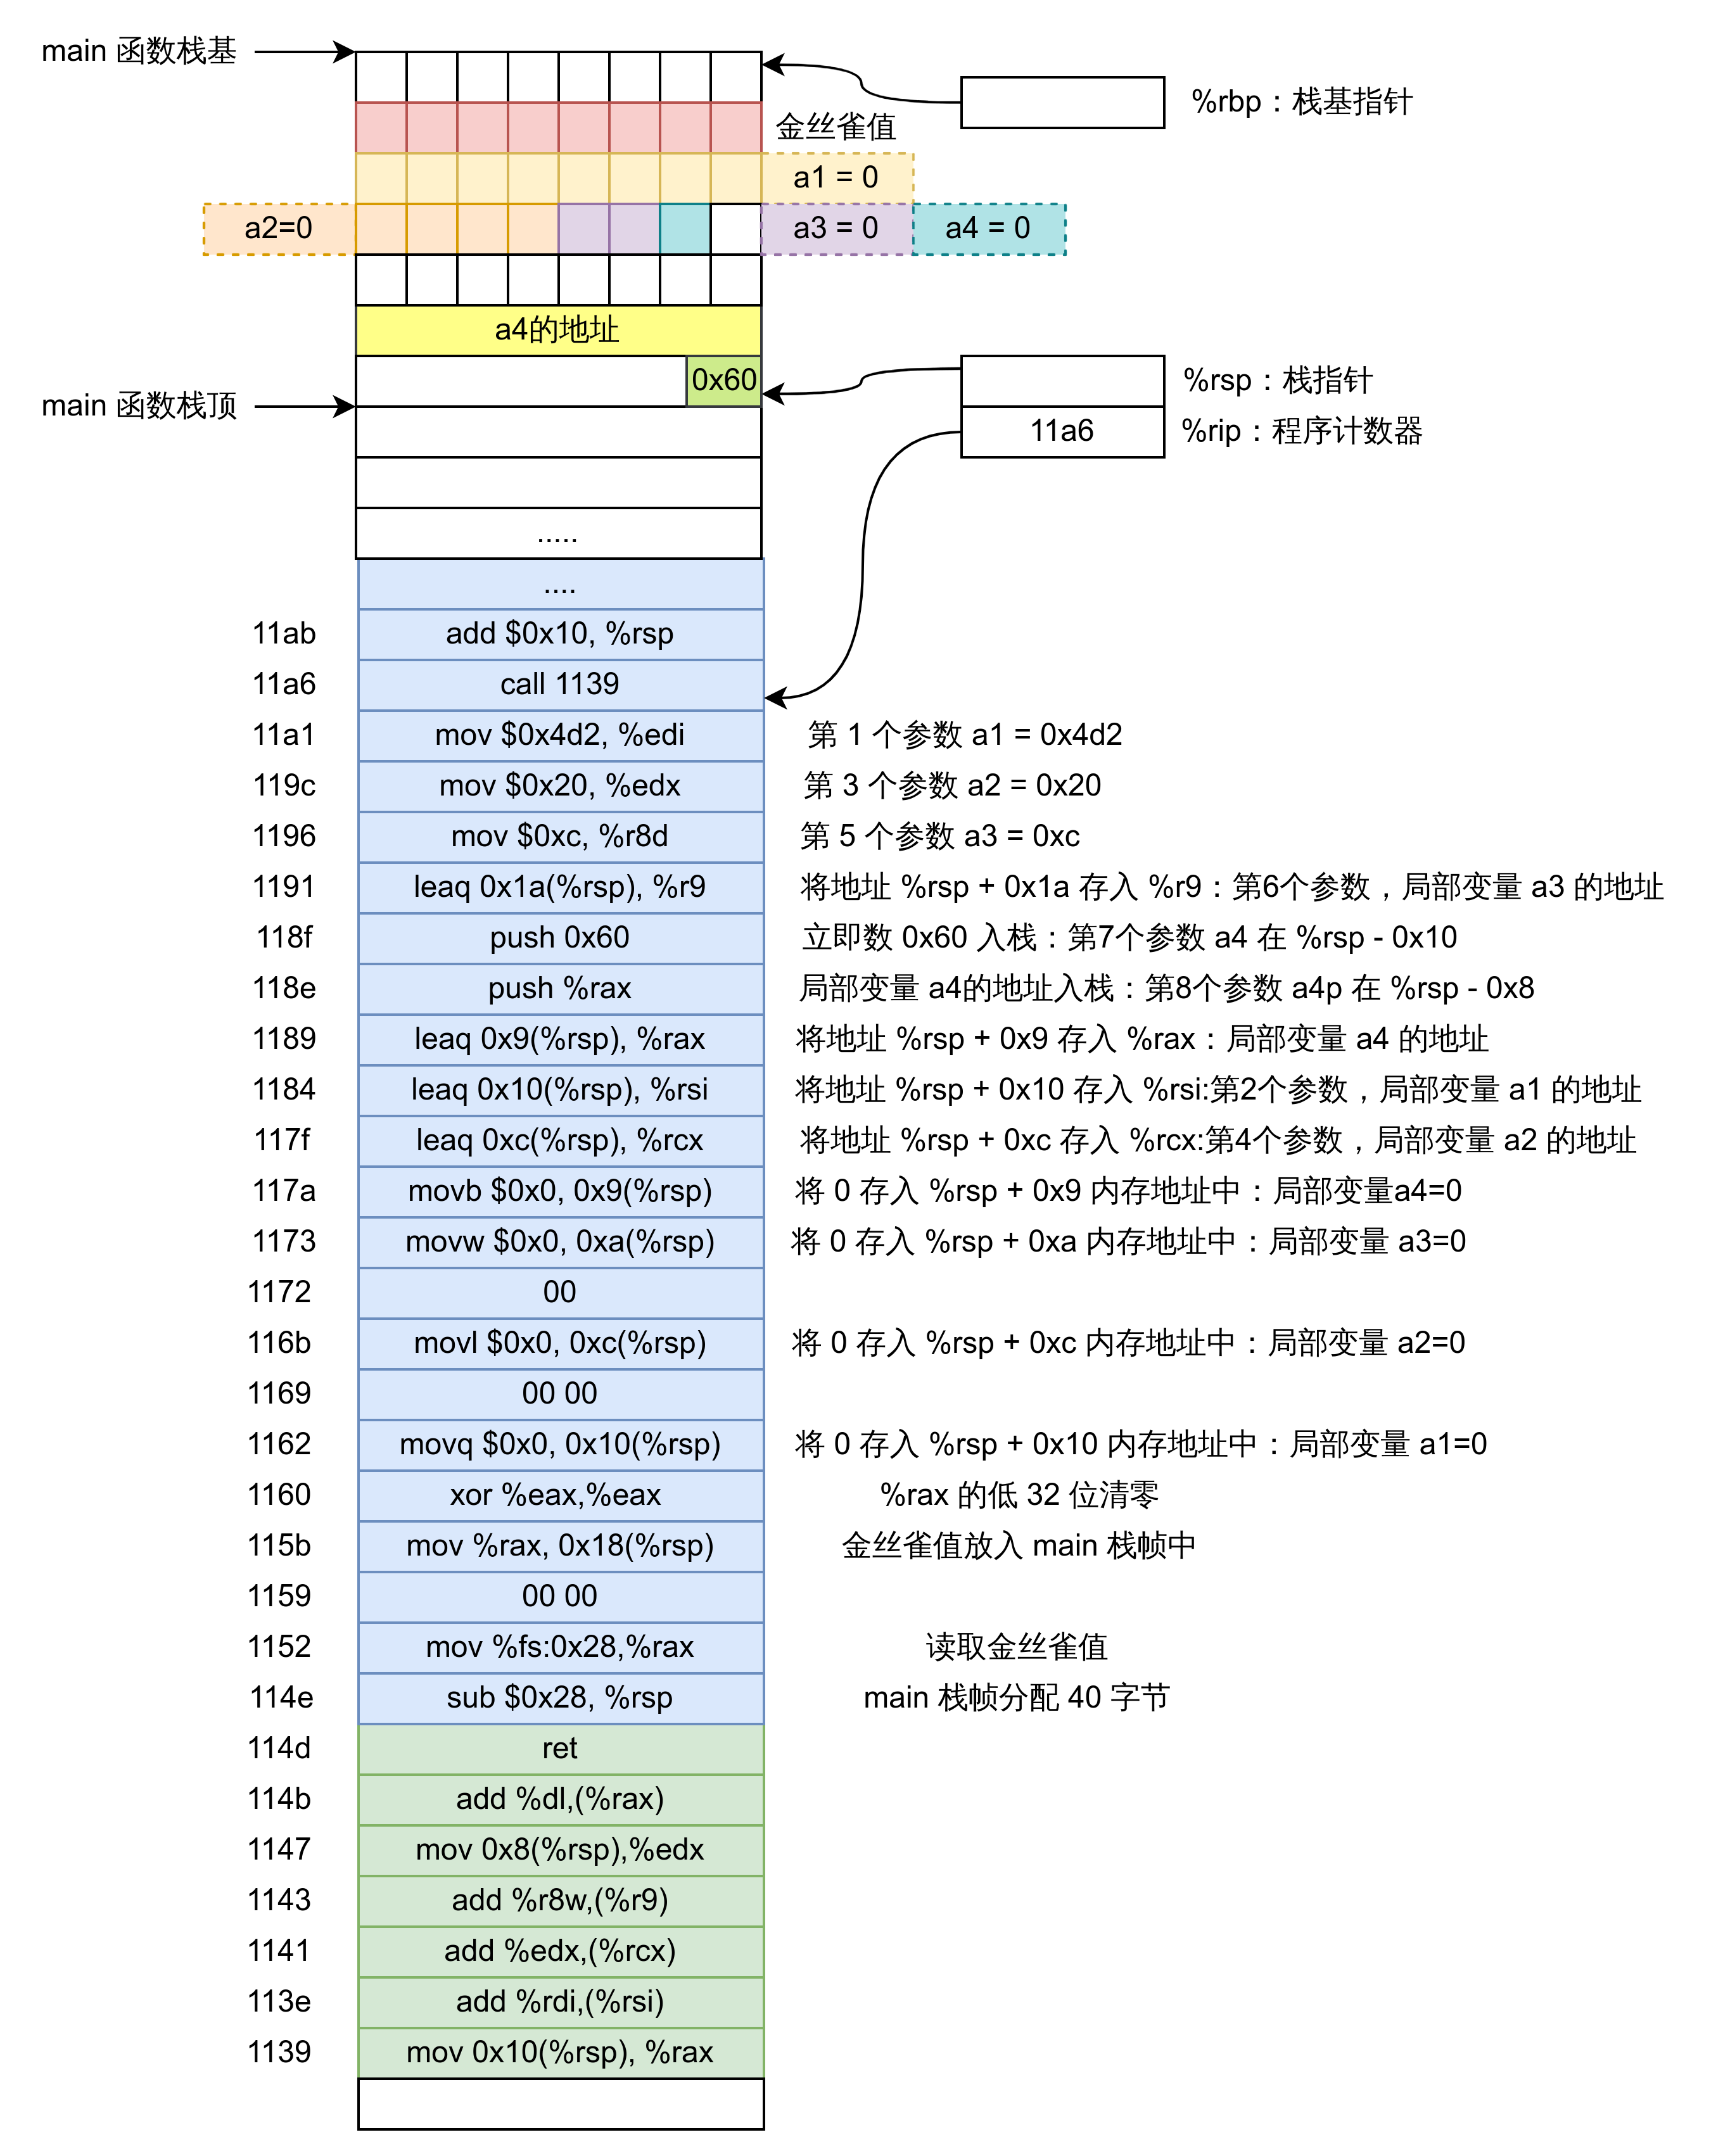 main 函数栈基
%rbp：栈基指针
金丝雀值
a1 = 0
a2=0
a3 = 0
a4 = 0
a4的地址
0x60
%rsp：栈指针
main 函数栈顶
11a6
%rip：程序计数器
.....
....
11ab add $0x10, %rsp
11a6 call 1139
11a1 mov $0x4d2, %edi 第 1 个参数 a1 = 0x4d2
119c mov $0x20, %edx 第 3 个参数 a2 = 0x20
1196 mov $0xc, %r8d 第 5 个参数 a3 = 0xc
1191 leaq 0x1a(%rsp), %r9 将地址 %rsp + 0x1a 存入 %r9：第6个参数，局部变量 a3 的地址
118f push 0x60 立即数 0x60 入栈：第7个参数 a4 在 %rsp - 0x10
118e push %rax 局部变量 a4的地址入栈：第8个参数 a4p 在 %rsp - 0x8
1189 leaq 0x9(%rsp), %rax 将地址 %rsp + 0x9 存入 %rax：局部变量 a4 的地址
1184 leaq 0x10(%rsp), %rsi 将地址 %rsp + 0x10 存入 %rsi:第2个参数，局部变量 a1 的地址
117f leaq 0xc(%rsp), %rcx 将地址 %rsp + 0xc 存入 %rcx:第4个参数，局部变量 a2 的地址
117a movb $0x0, 0x9(%rsp) 将 0 存入 %rsp + 0x9 内存地址中：局部变量a4=0
1173 movw $0x0, 0xa(%rsp) 将 0 存入 %rsp + 0xa 内存地址中：局部变量 a3=0
1172 00
116b movl $0x0, 0xc(%rsp) 将 0 存入 %rsp + 0xc 内存地址中：局部变量 a2=0
1169 00 00
1162 movq $0x0, 0x10(%rsp) 将 0 存入 %rsp + 0x10 内存地址中：局部变量 a1=0
1160 xor %eax,%eax %rax 的低 32 位清零
115b mov %rax, 0x18(%rsp) 金丝雀值放入 main 栈帧中
1159 00 00
1152 mov %fs:0x28,%rax 读取金丝雀值
114e sub $0x28, %rsp main 栈帧分配 40 字节
114d ret
114b add %dl,(%rax)
1147 mov 0x8(%rsp),%edx
1143 add %r8w,(%r9)
1141 add %edx,(%rcx)
113e add %rdi,(%rsi)
1139 mov 0x10(%rsp), %rax